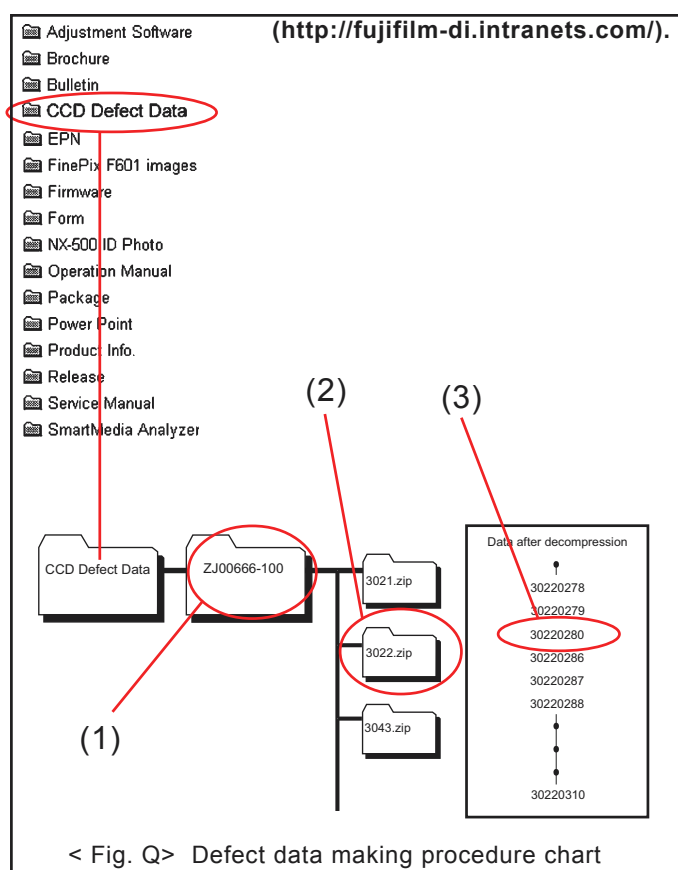 (http://fujifilm-di.intranets.com/).
Adjustment Software
Brochure
Bulletin
CCD Defect Data
EPN
FinePix F601 images
Firmware
Form
NX-500 ID Photo
Operation Manual
Package
Power Point
Product Info.
Release
Service Manual
SmartMedia Analyzer
(2)
(3)
CCD Defect Data
ZJ00666-100
3021.zip
3022.zip
3043.zip
(1)
Data after decompression
30220278
30220279
30220280
30220286
30220287
30220288
30220310
< Fig. Q> Defect data making procedure chart